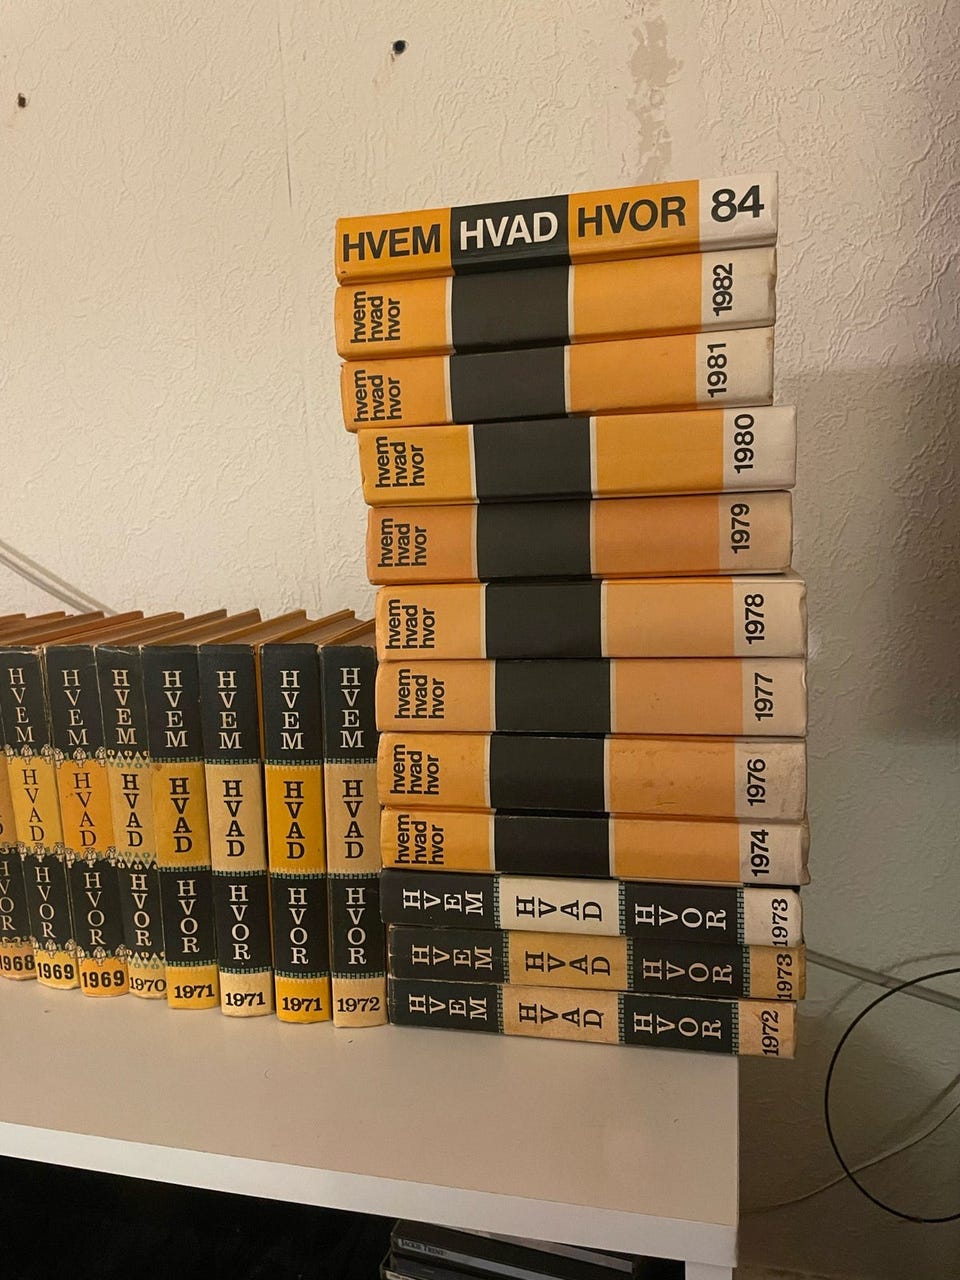 HVEM HVAD HVOR 84
hvem
hvad
hvor
1982
hvem
hvad
hvor
1981
hvem
hvad
hvor
1980
hvem
hvad
hvor
1979
hvem
hvad
hvor
1978
hvem
hvad
hvor
1977
hvem
hvad
hvor
1976
hvem
hvad
hvor
1974
HVEM HVAD HVOR 1973
HVEM HVAD HVOR 1973
HVEM HVAD HVOR 1972
HVOR 1968
HVEM HVAD HVOR 1969
HVEM HVAD HVOR 1969
HVEM HVAD HVOR 1970
HVEM HVAD HVOR 1971
HVEM HVAD HVOR 1971
HVEM HVAD HVOR 1971
HVEM HVAD HVOR 1972
JACKIE TRENT